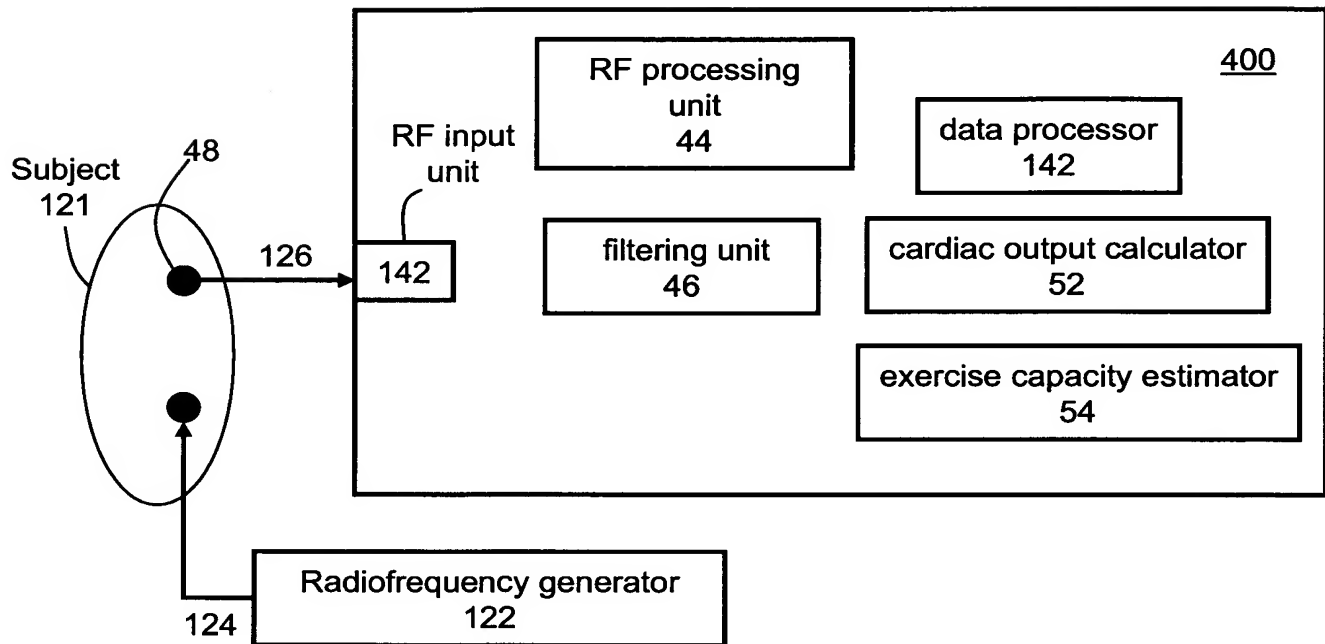 400
RF processing
unit
44
data processor
142
RF input
unit
48
Subject
121
126
142
filtering unit
46
cardiac output calculator
52
exercise capacity estimator
54
Radiofrequency generator
122
124